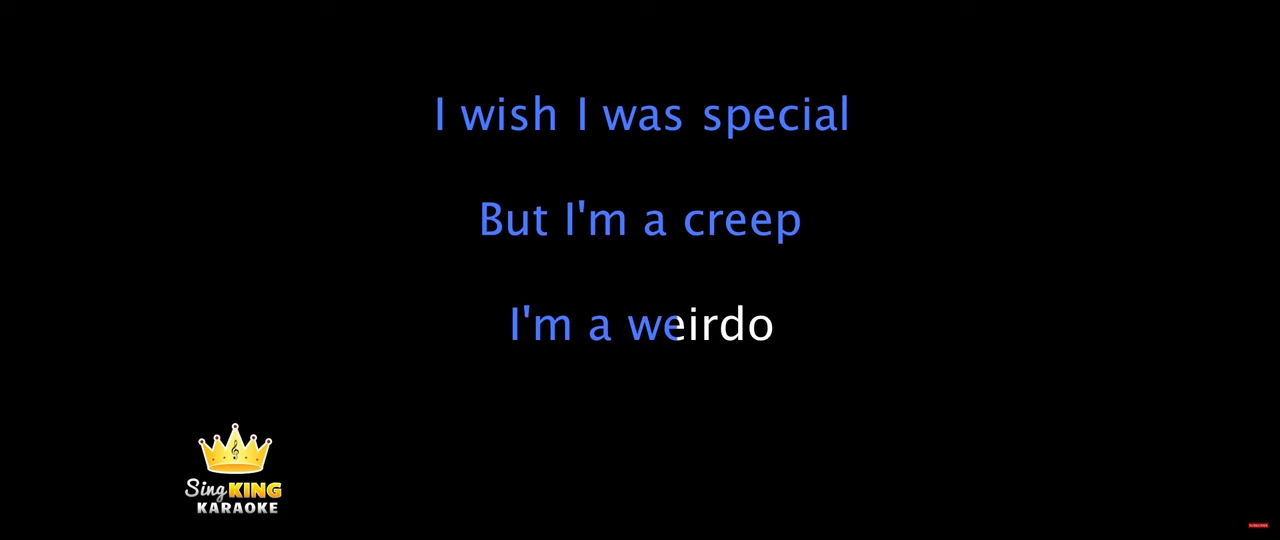 I wish I was special
But I'm a creep
I'm a weirdo
Sing KING
KARAOKE